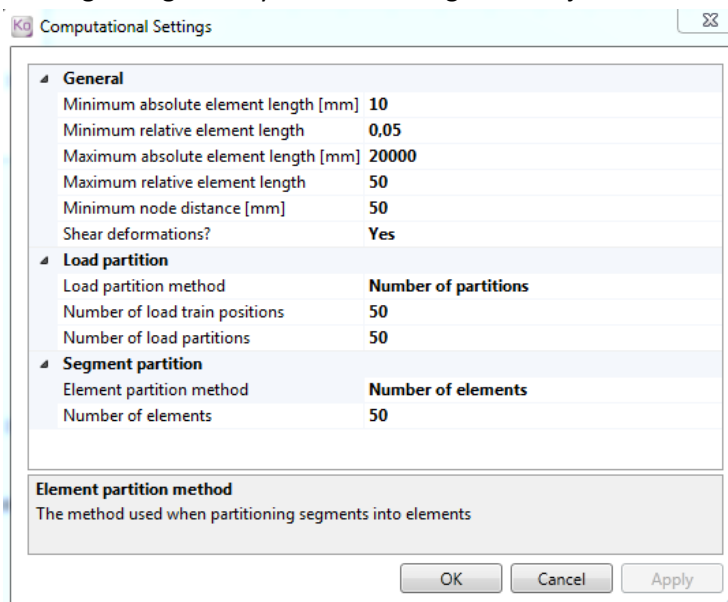 Ka Computational Settings
General
Minimum absolute element length [mm] 10
Minimum relative element length 0,05
Maximum absolute element length [mm] 20000
Maximum relative element length 50
Minimum node distance [mm] 50
Shear deformations? Yes
Load partition
Load partition method Number of partitions
Number of load train positions 50
Number of load partitions 50
Segment partition
Element partition method Number of elements
Number of elements 50
Element partition method
The method used when partitioning segments into elements
OK Cancel Apply